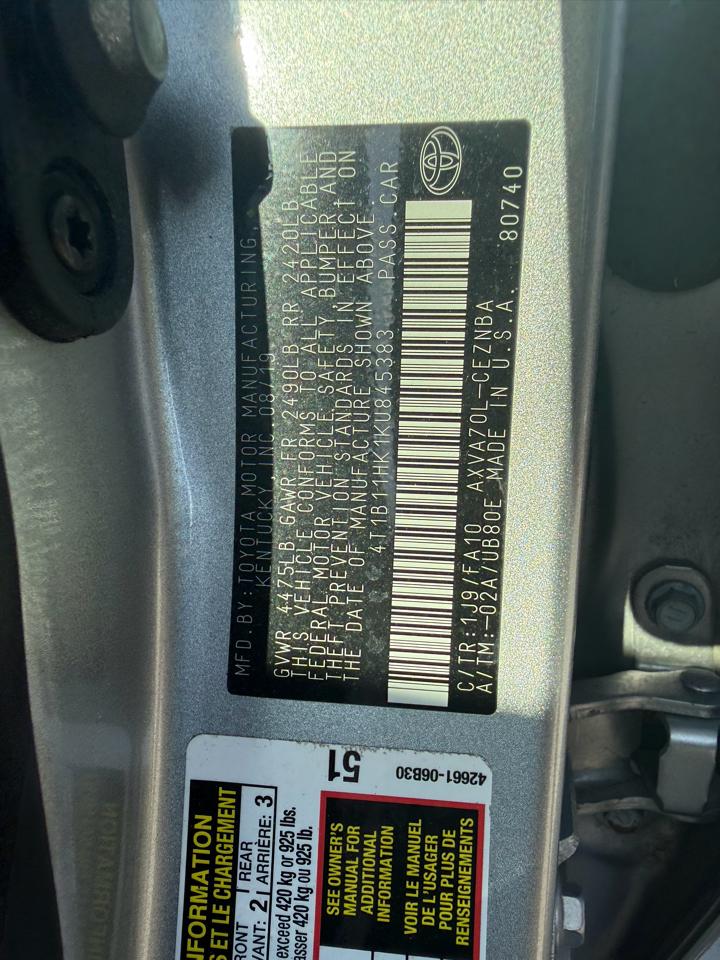 MFD.BY:TOYOTA MOTOR MANUFACTURING,
KENTUCKY, INC. 08/19
GVWR 4475LB GAWR FR 2490LB RR 2420LB
THIS VEHICLE CONFORMS TO ALL APPLICABLE
FEDERAL MOTOR VEHICLE SAFETY, BUMPER AND
THEFT PREVENTION STANDARDS IN EFFECT ON
THE DATE OF MANUFACTURE SHOWN ABOVE.
4T1B11HK1KU845383 PASS.CAR
C/TR:1J9/FA10 AXVA70L-CEZNBA
A/TM:-02A/UB80E MADE IN U.S.A. 80740
51
42661-06B30
S ET LE CHARGEMENT
2
REAR
ARRIÈRE: 3
exceed 420 kg or 925 lbs.
420 kg ou 925 lb.
SEE OWNER'S
MANUAL FOR
ADDITIONAL
INFORMATION
VOIR LE MANUEL
DE L'USAGER
POUR PLUS DE
RENSEIGNEMENTS